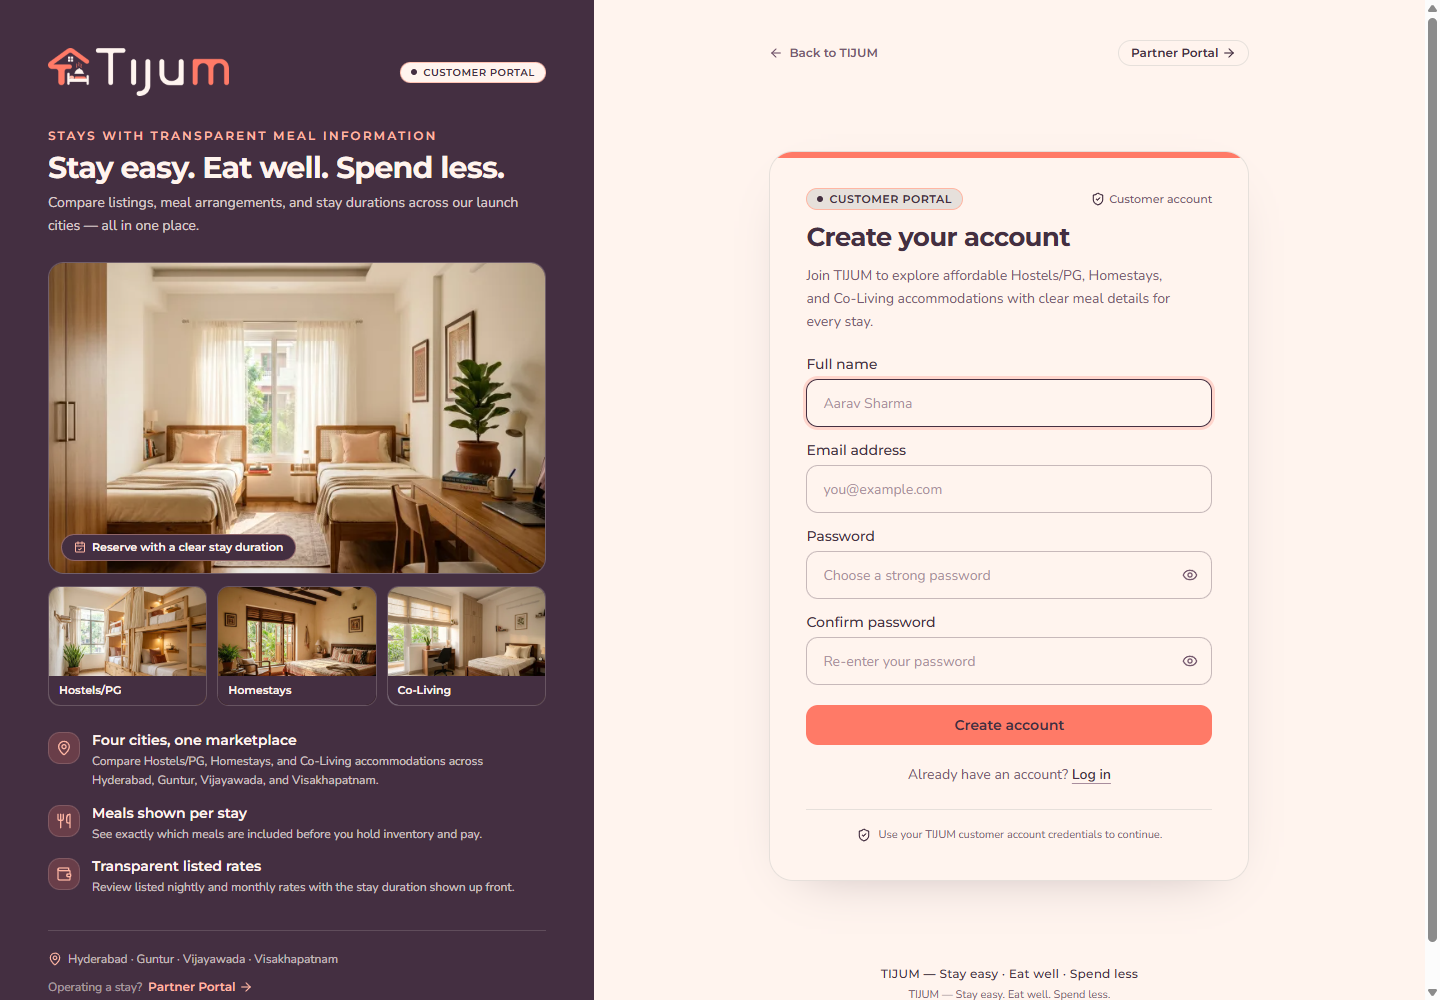 Tijum
CUSTOMER PORTAL
STAYS WITH TRANSPARENT MEAL INFORMATION
Stay easy. Eat well. Spend less.
Compare listings, meal arrangements, and stay durations across our launch
cities — all in one place.
Reserve with a clear stay duration
Hostels/PG
Homestays
Co-Living
Four cities, one marketplace
Compare Hostels/PG, Homestays, and Co-Living accommodations across
Hyderabad, Guntur, Vijayawada, and Visakhapatnam.
Meals shown per stay
See exactly which meals are included before you hold inventory and pay.
Transparent listed rates
Review listed nightly and monthly rates with the stay duration shown up front.
Hyderabad · Guntur · Vijayawada · Visakhapatnam
Operating a stay? Partner Portal →
← Back to TIJUM
Partner Portal →
CUSTOMER PORTAL
Customer account
Create your account
Join TIJUM to explore affordable Hostels/PG, Homestays,
and Co-Living accommodations with clear meal details for
every stay.
Full name
Aarav Sharma
Email address
you@example.com
Password
Choose a strong password
Confirm password
Re-enter your password
Create account
Already have an account? Log in
Use your TIJUM customer account credentials to continue.
TIJUM — Stay easy · Eat well · Spend less
TIJUM — Stay easy. Eat well. Spend less.